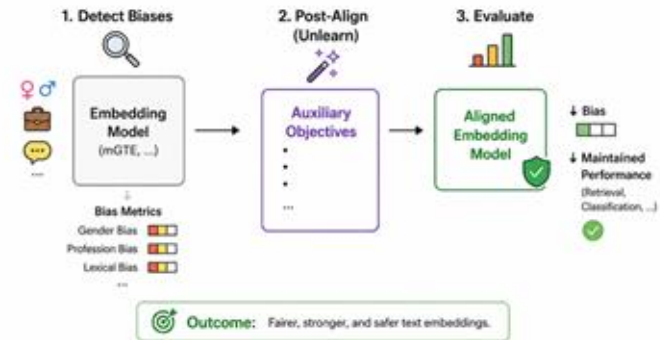 1. Detect Biases
Embedding
Model
(mGTE, ...)
...
Bias Metrics
Gender Bias
Profession Bias
Lexical Bias
...
2. Post-Align
(Unlearn)
Auxiliary
Objectives
•
•
•
...
3. Evaluate
Aligned
Embedding
Model
↓ Bias
↓ Maintained
Performance
(Retrieval,
Classification, ...)
Outcome: Fairer, stronger, and safer text embeddings.